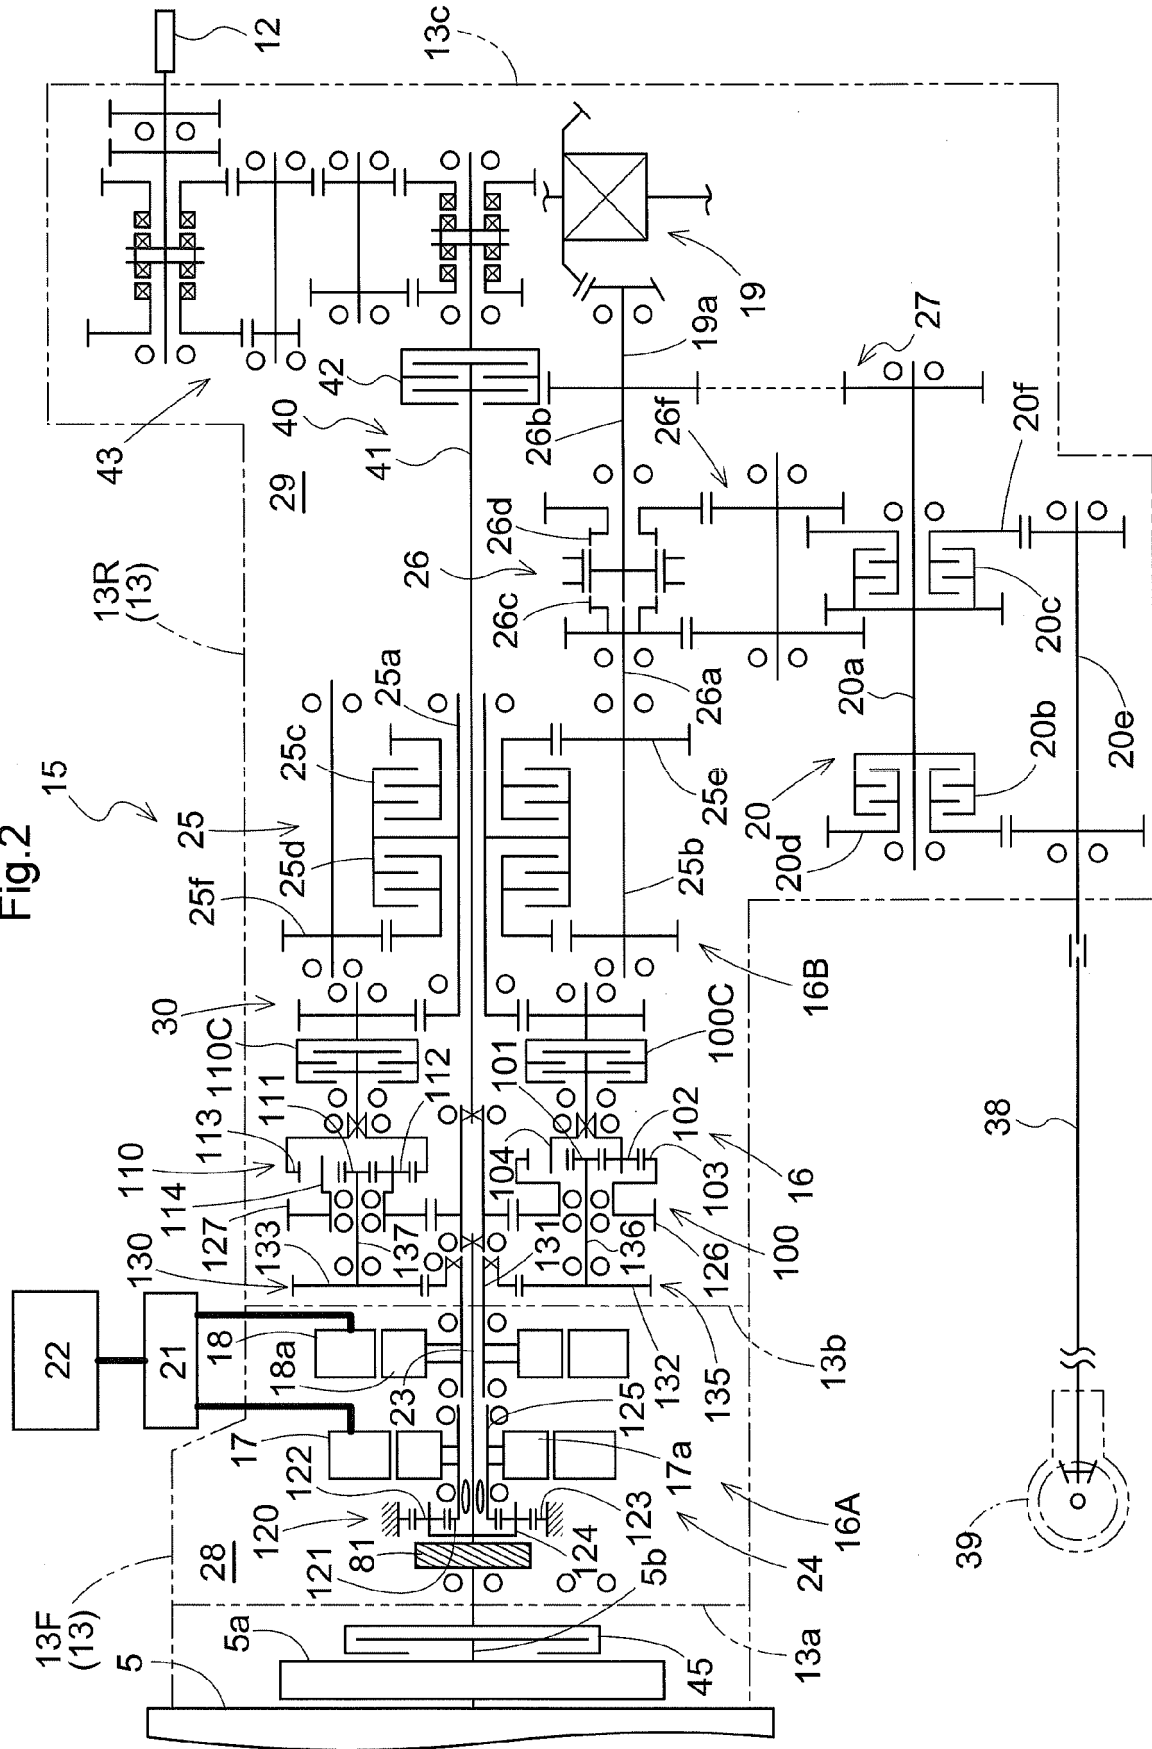 Fig.2
15
12
13c
43
29
42
40
41
19
19a
27
26b
26f
26d
26
26c
26a
20f
20c
20a
20b
20e
20
20d
13R
(13)
25a
25c
25
25d
25f
25e
25b
16B
30
110C
111
113
110
114
127
133
130
112
101
104
100C
102
16
103
100
126
136
131
137
132
135
13b
22
21
18
18a
23
17
122
120
121
81
125
17a
123
124
16A
24
5b
28
13F
(13)
5
5a
45
13a
38
39